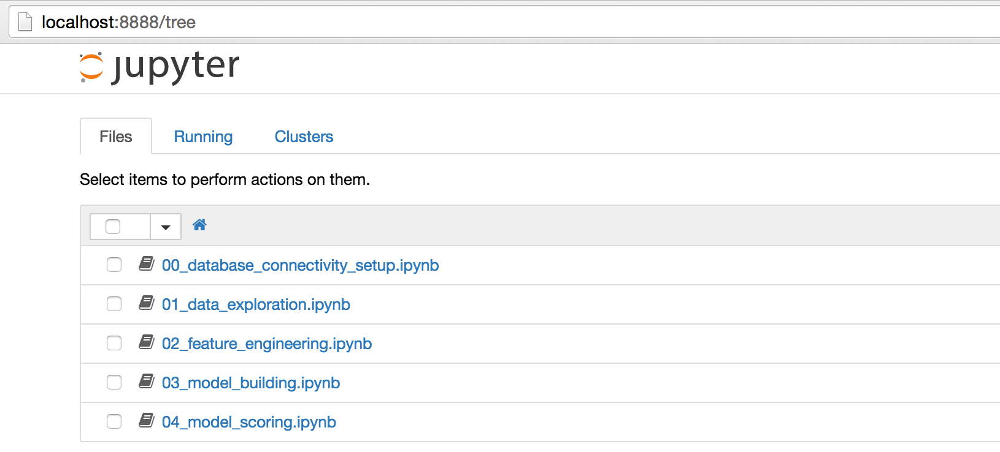 localhost:8888/tree
jupyter
Files Running Clusters
Select items to perform actions on them.
00_database_connectivity_setup.ipynb
01_data_exploration.ipynb
02_feature_engineering.ipynb
03_model_building.ipynb
04_model_scoring.ipynb